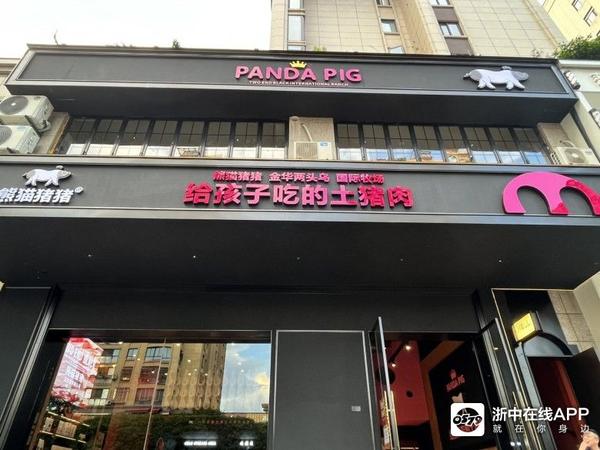 PANDA PIG
TWO END BLACK INTERNATIONAL RANCH
熊猫猪猪 金华两头乌 国际牧场
熊猫猪猪®
给孩子吃的土猪肉
PANDA PIG
浙中在线APP
就在你身边